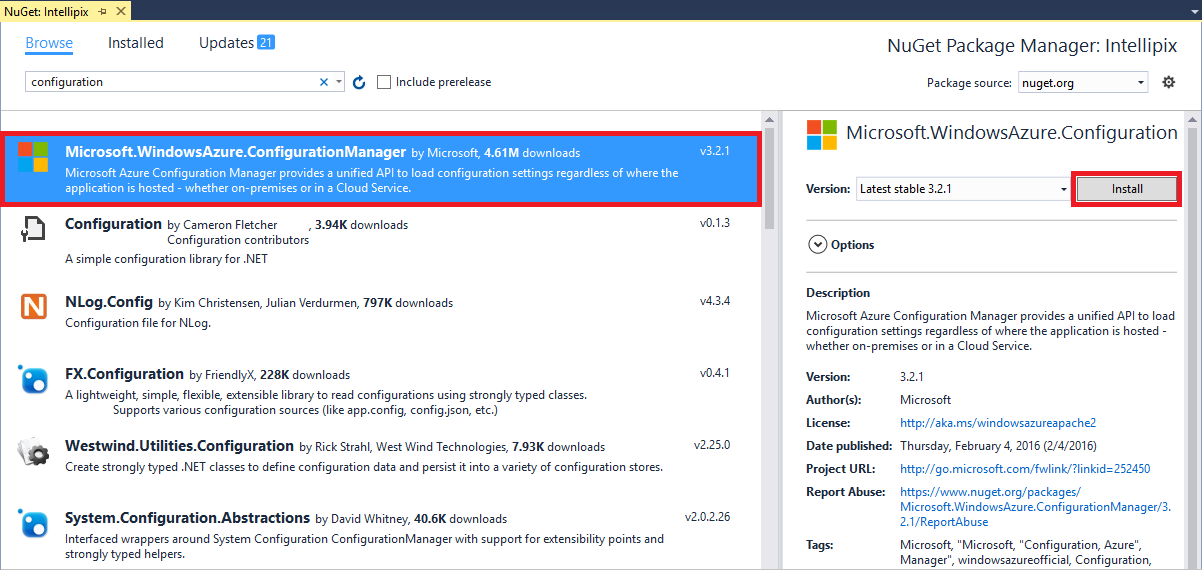 NuGet: Intellipix
Browse Installed Updates 21
NuGet Package Manager: Intellipix
configuration
Include prerelease
Package source: nuget.org
Microsoft.WindowsAzure.ConfigurationManager by Microsoft, 4.61M downloads v3.2.1
Microsoft Azure Configuration Manager provides a unified API to load configuration settings regardless of where the
application is hosted - whether on-premises or in a Cloud Service.
Configuration by Cameron Fletcher , 3.94K downloads v0.1.3
Configuration contributors
A simple configuration library for .NET
NLog.Config by Kim Christensen, Julian Verdurmen, 797K downloads v4.3.4
Configuration file for NLog.
FX.Configuration by FriendlyX, 228K downloads v0.4.1
A lightweight, simple, flexible, extensible library to read configurations using strongly typed classes.
Supports various configuration sources (like app.config, config.json, etc.)
Westwind.Utilities.Configuration by Rick Strahl, West Wind Technologies, 7.93K downloads v2.25.0
Create strongly typed .NET classes to define configuration data and persist it into a variety of configuration stores.
System.Configuration.Abstractions by David Whitney, 40.6K downloads v2.0.2.26
Interfaced wrappers around System Configuration ConfigurationManager with support for extensibility points and
strongly typed helpers.
Microsoft.WindowsAzure.Configuration
Version: Latest stable 3.2.1 Install
Options
Description
Microsoft Azure Configuration Manager provides a unified API to load
configuration settings regardless of where the application is hosted -
whether on-premises or in a Cloud Service.
Version: 3.2.1
Author(s): Microsoft
License: http://aka.ms/windowsazureapache2
Date published: Thursday, February 4, 2016 (2/4/2016)
Project URL: http://go.microsoft.com/fwlink/?linkid=252450
Report Abuse: https://www.nuget.org/packages/
Microsoft.WindowsAzure.ConfigurationManager/3.
2.1/ReportAbuse
Tags: Microsoft, "Microsoft, "Configuration, Azure",
Manager", windowsazureofficial, Configuration,